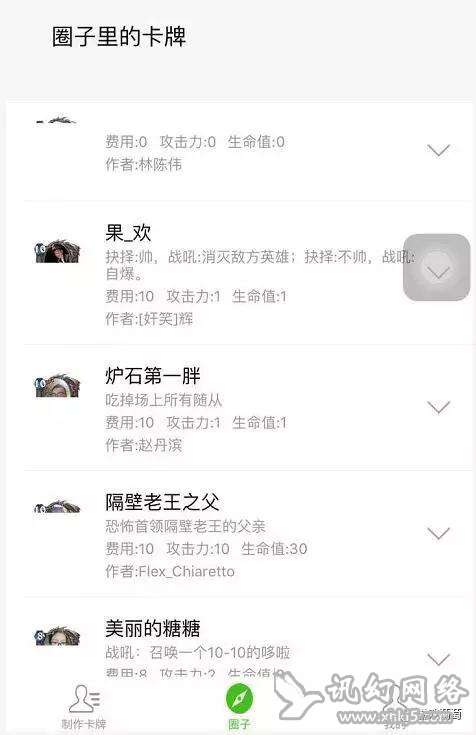 圈子里的卡牌
费用:0 攻击力:0 生命值:0
作者:林陈伟
果_欢
抉择:帅，战吼:消灭敌方英雄；抉择:不帅，战吼:
自爆。
10
费用:10 攻击力:1 生命值:1
作者:[奸笑]辉
炉石第一胖
10
吃掉场上所有随从
费用:10 攻击力:1 生命值:1
作者:赵丹滨
隔壁老王之父
恐怖首领隔壁老王的父亲
10
费用:10 攻击力:10 生命值:30
作者:Flex_Chiaretto
美丽的糖糖
8
战吼：召唤一个10-10的哆啦
费用:8 攻击力:2 生命值:
制作卡牌
圈子
我的
讯幻网络
www.xnki5.com